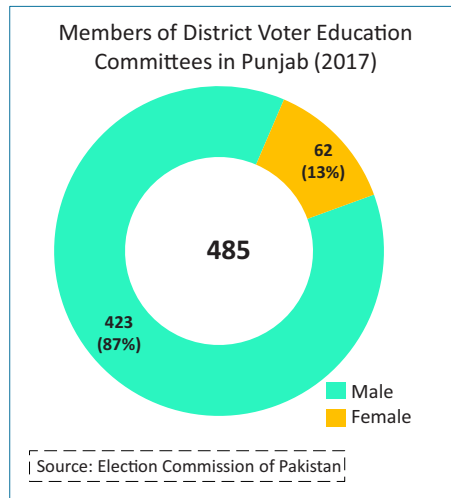 Members of District Voter Education
Committees in Punjab (2017)
62
(13%)
485
423
(87%)
Male
Female
Source: Election Commission of Pakistan